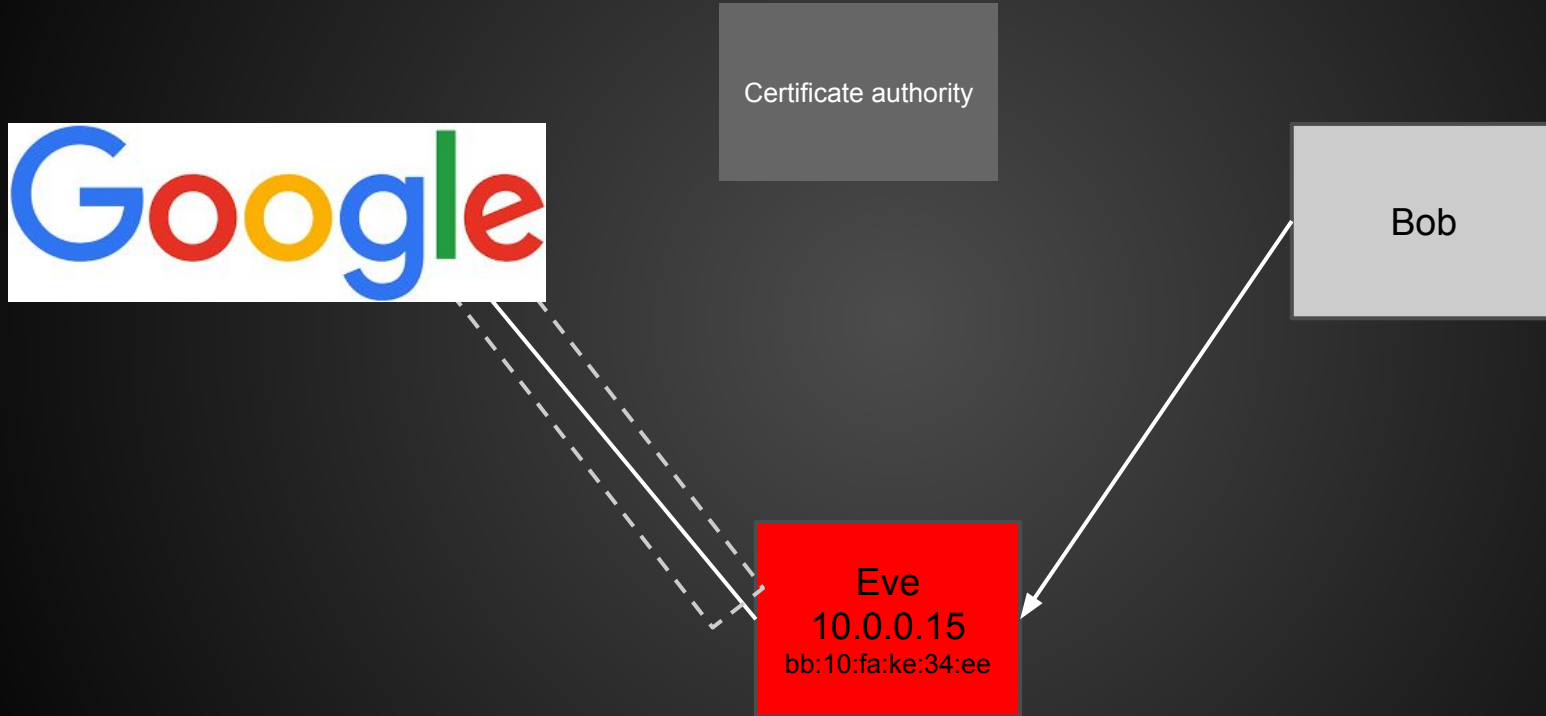 Certificate authority
Google
Bob
Eve
10.0.0.15
bb:10:fa:ke:34:ee